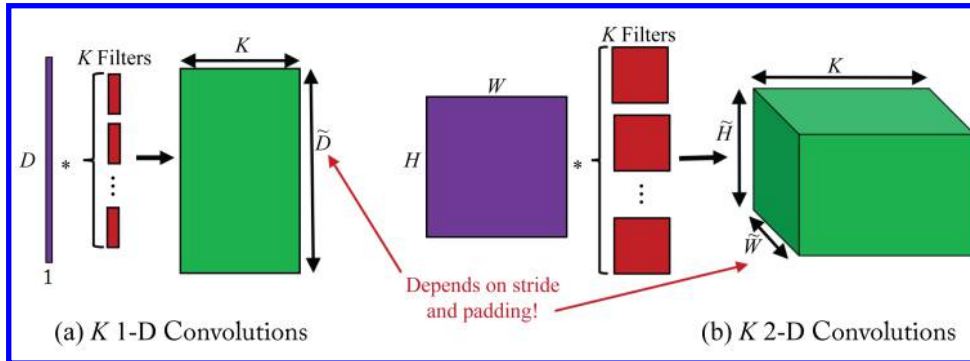 K Filters
K
D
*
⋮
D̃
1
(a) K 1-D Convolutions
K Filters
W
H
*
⋮
K
H̃
W̃
Depends on stride
and padding!
(b) K 2-D Convolutions